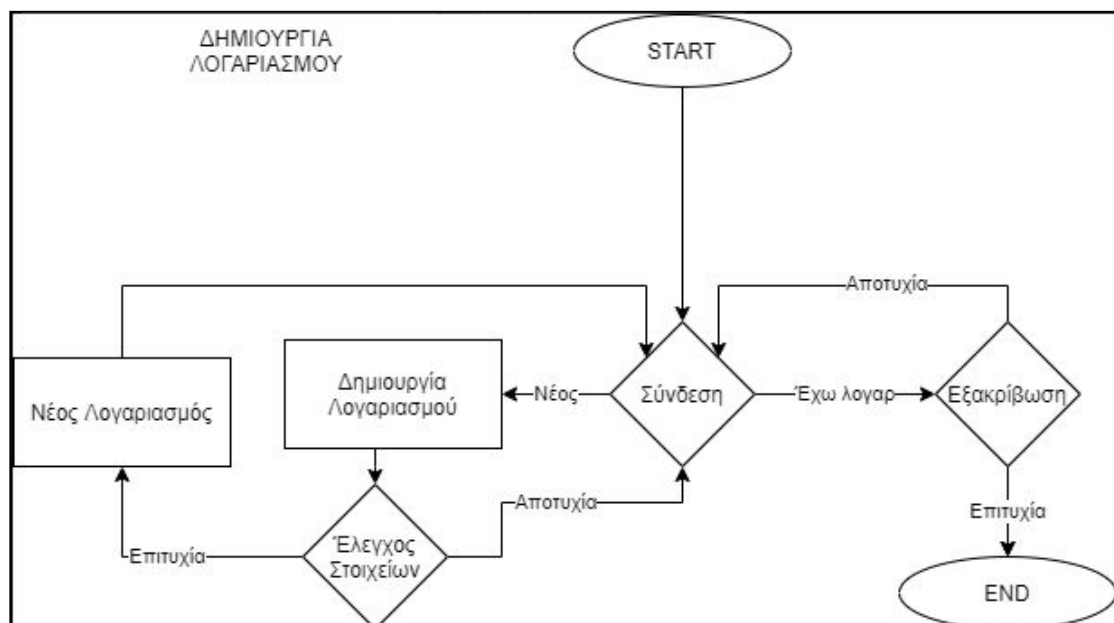 ΔΗΜΙΟΥΡΓΙΑ
ΛΟΓΑΡΙΑΣΜΟΥ
START
Αποτυχία
Νέος Λογαριασμός
Δημιουργία
Λογαριασμού
Νέος
Σύνδεση
Έχω λογαρ
Εξακρίβωση
Αποτυχία
Επιτυχία
Επιτυχία
Έλεγχος
Στοιχείων
END